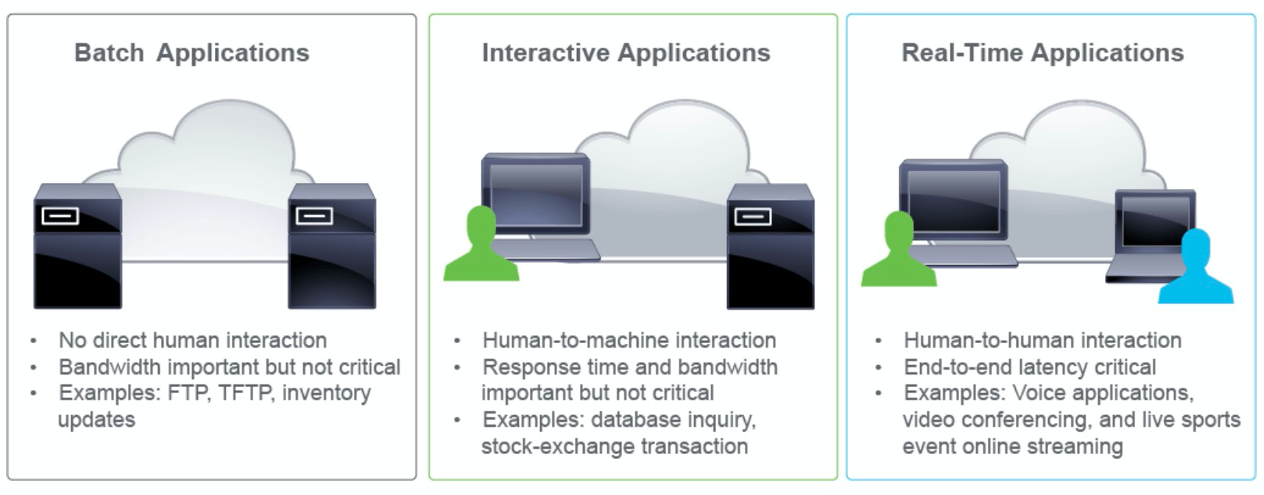 Batch Applications
• No direct human interaction
• Bandwidth important but not critical
• Examples: FTP, TFTP, inventory
updates
Interactive Applications
• Human-to-machine interaction
• Response time and bandwidth
important but not critical
• Examples: database inquiry,
stock-exchange transaction
Real-Time Applications
• Human-to-human interaction
• End-to-end latency critical
• Examples: Voice applications,
video conferencing, and live sports
event online streaming